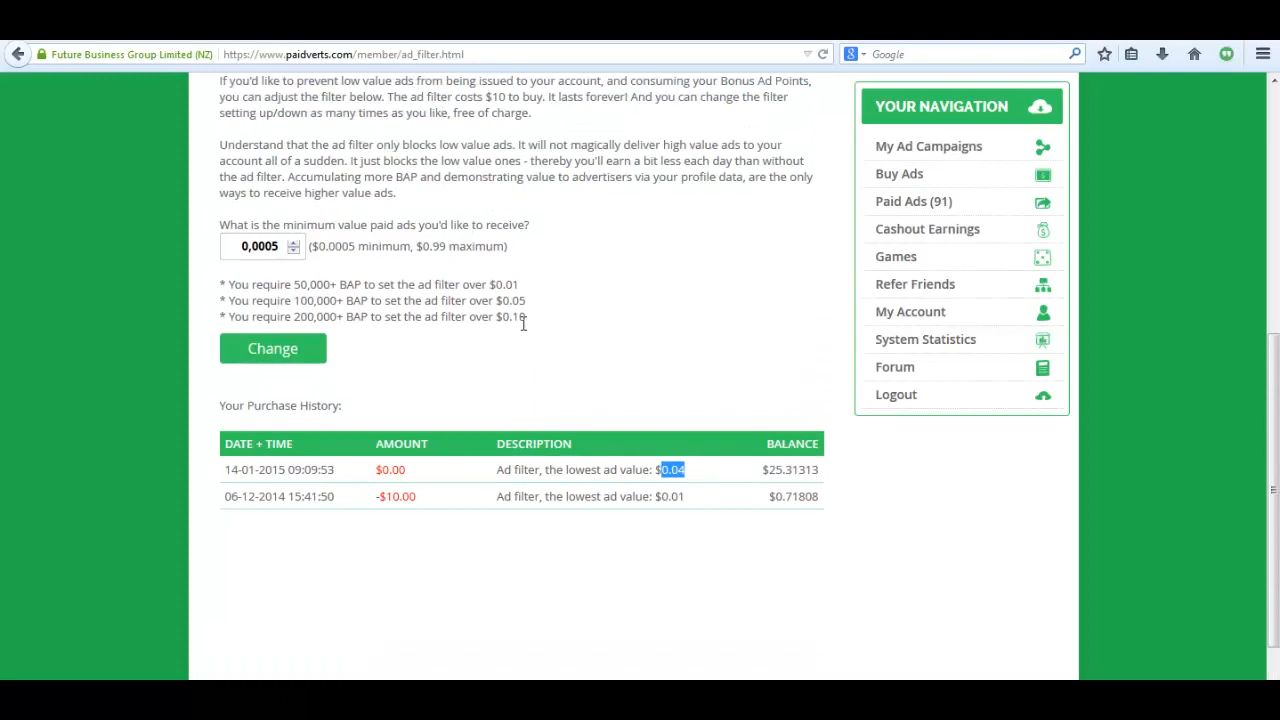 Future Business Group Limited (NZ)
https://www.paidverts.com/member/ad_filter.html
Google
If you'd like to prevent low value ads from being issued to your account, and consuming your Bonus Ad Points,
you can adjust the filter below. The ad filter costs $10 to buy. It lasts forever! And you can change the filter
setting up/down as many times as you like, free of charge.
Understand that the ad filter only blocks low value ads. It will not magically deliver high value ads to your
account all of a sudden. It just blocks the low value ones - thereby you'll earn a bit less each day than without
the ad filter. Accumulating more BAP and demonstrating value to advertisers via your profile data, are the only
ways to receive higher value ads.
What is the minimum value paid ads you'd like to receive?
0,0005 ($0.0005 minimum, $0.99 maximum)
* You require 50,000+ BAP to set the ad filter over $0.01
* You require 100,000+ BAP to set the ad filter over $0.05
* You require 200,000+ BAP to set the ad filter over $0.10
Change
Your Purchase History:
DATE + TIME AMOUNT DESCRIPTION BALANCE
14-01-2015 09:09:53 $0.00 Ad filter, the lowest ad value: $0.04 $25.31313
06-12-2014 15:41:50 -$10.00 Ad filter, the lowest ad value: $0.01 $0.71808
YOUR NAVIGATION
My Ad Campaigns
Buy Ads
Paid Ads (91)
Cashout Earnings
Games
Refer Friends
My Account
System Statistics
Forum
Logout